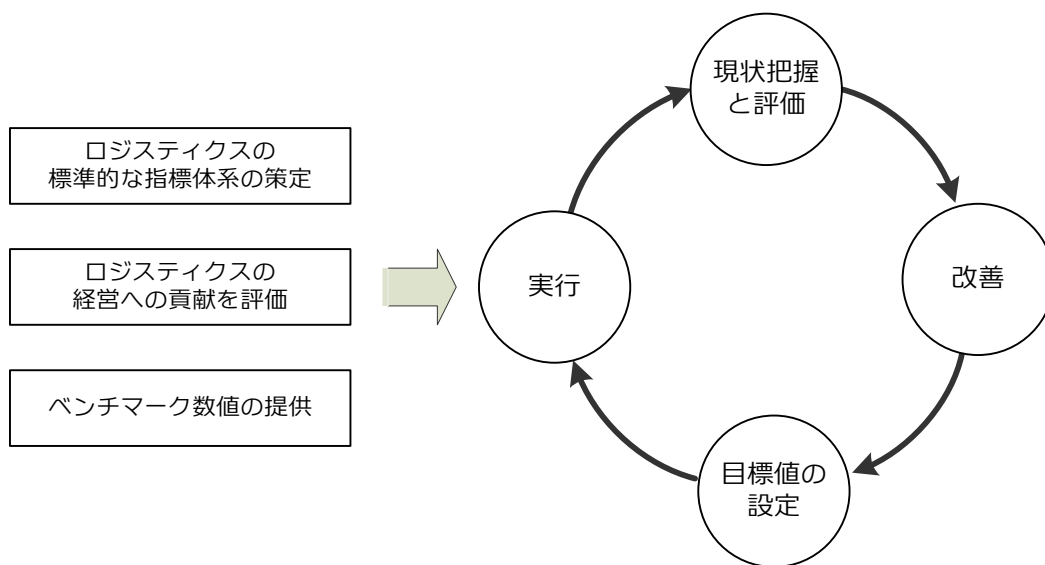 ロジスティクスの
標準的な指標体系の策定
ロジスティクスの
経営への貢献を評価
ベンチマーク数値の提供
現状把握
と評価
改善
目標値の
設定
実行